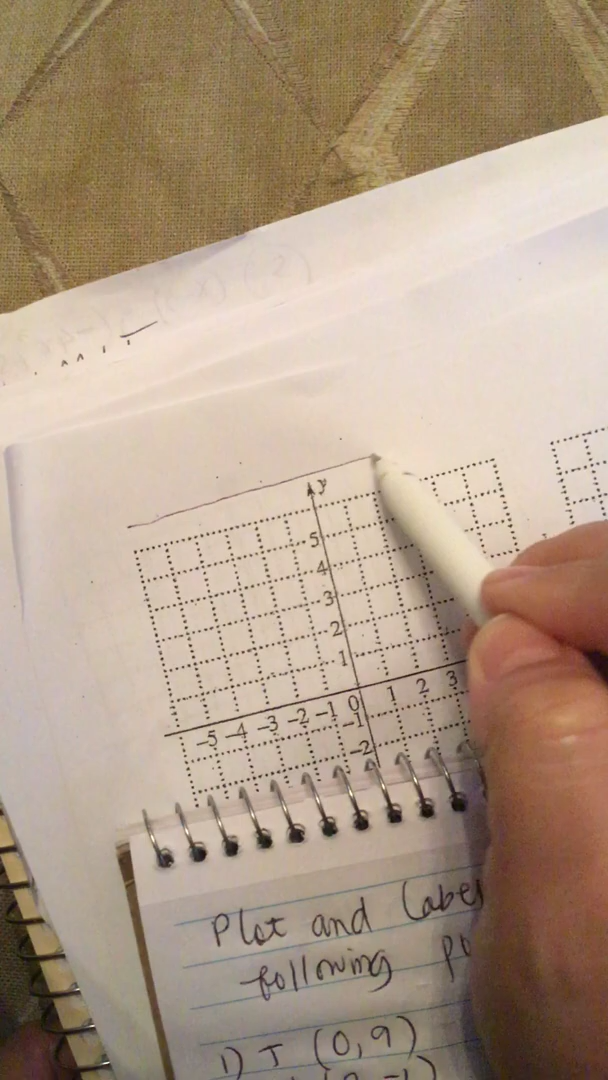 y
5
4
3
2
1
-5 -4 -3 -2 -1 0 1 2 3
-1
-2
Plot and Label
following
1) J (0,9)